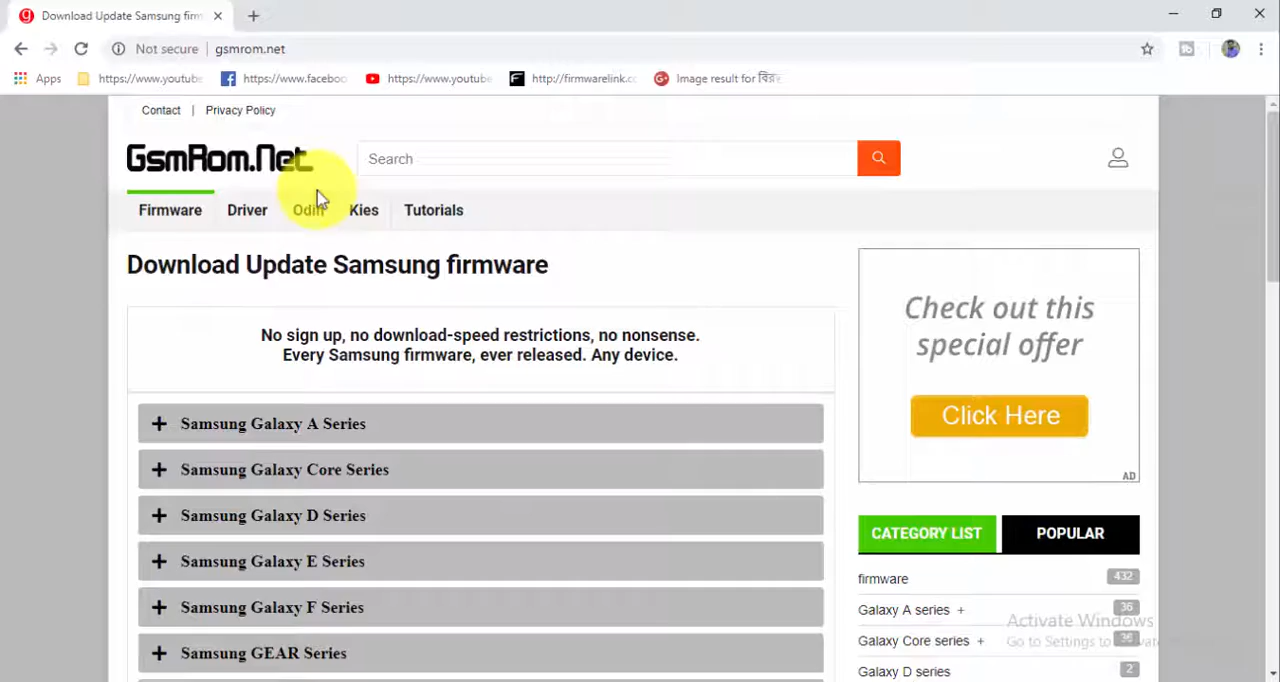 Download Update Samsung firm
Not secure | gsmrom.net
Apps https://www.youtube https://www.faceboo https://www.youtube http://firmwarelink.cc Image result for বির
Contact | Privacy Policy
GsmRom.Net
Search
Firmware Driver Odin Kies Tutorials
Download Update Samsung firmware
No sign up, no download-speed restrictions, no nonsense.
Every Samsung firmware, ever released. Any device.
+ Samsung Galaxy A Series
+ Samsung Galaxy Core Series
+ Samsung Galaxy D Series
+ Samsung Galaxy E Series
+ Samsung Galaxy F Series
+ Samsung GEAR Series
Check out this
special offer
Click Here
AD
CATEGORY LIST POPULAR
firmware 432
Galaxy A series + 36
Galaxy Core series + 36
Galaxy D series 2
Activate Windows
Go to Settings to